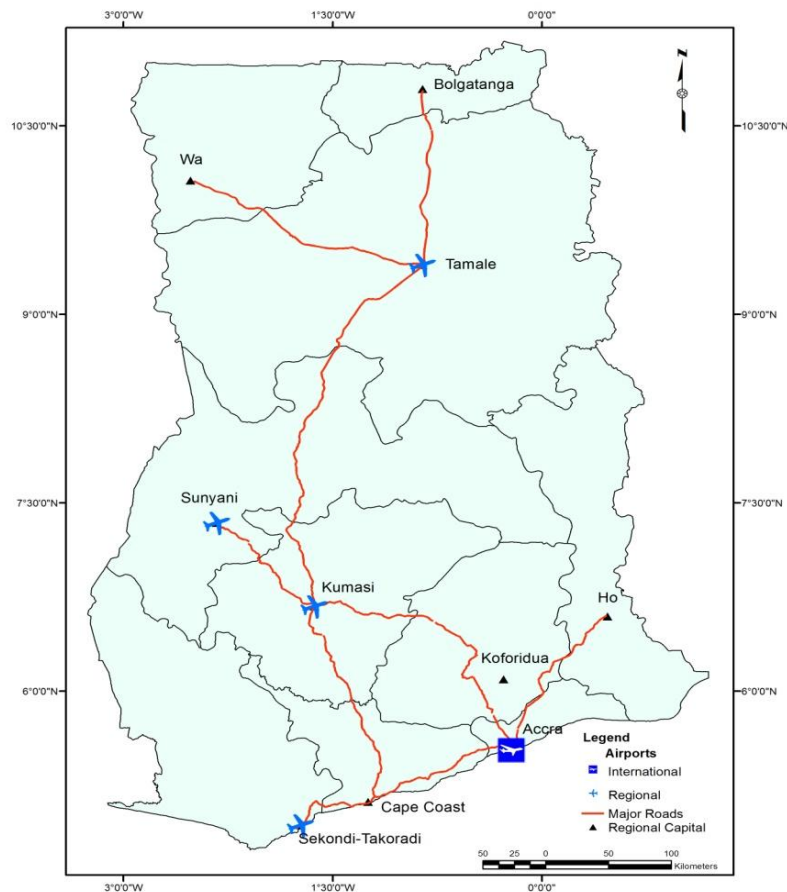 3°0'0"W
1°30'0"W
0°0'0"
N
Bolgatanga
10°30'0"N
10°30'0"N
Wa
Tamale
9°0'0"N
9°0'0"N
Sunyani
7°30'0"N
7°30'0"N
Kumasi
Ho
Koforidua
6°0'0"N
6°0'0"N
Accra
Legend
Airports
International
Regional
Major Roads
Regional Capital
Cape Coast
Sekondi-Takoradi
50 25 0 50 100
Kilometers
3°0'0"W
1°30'0"W
0°0'0"